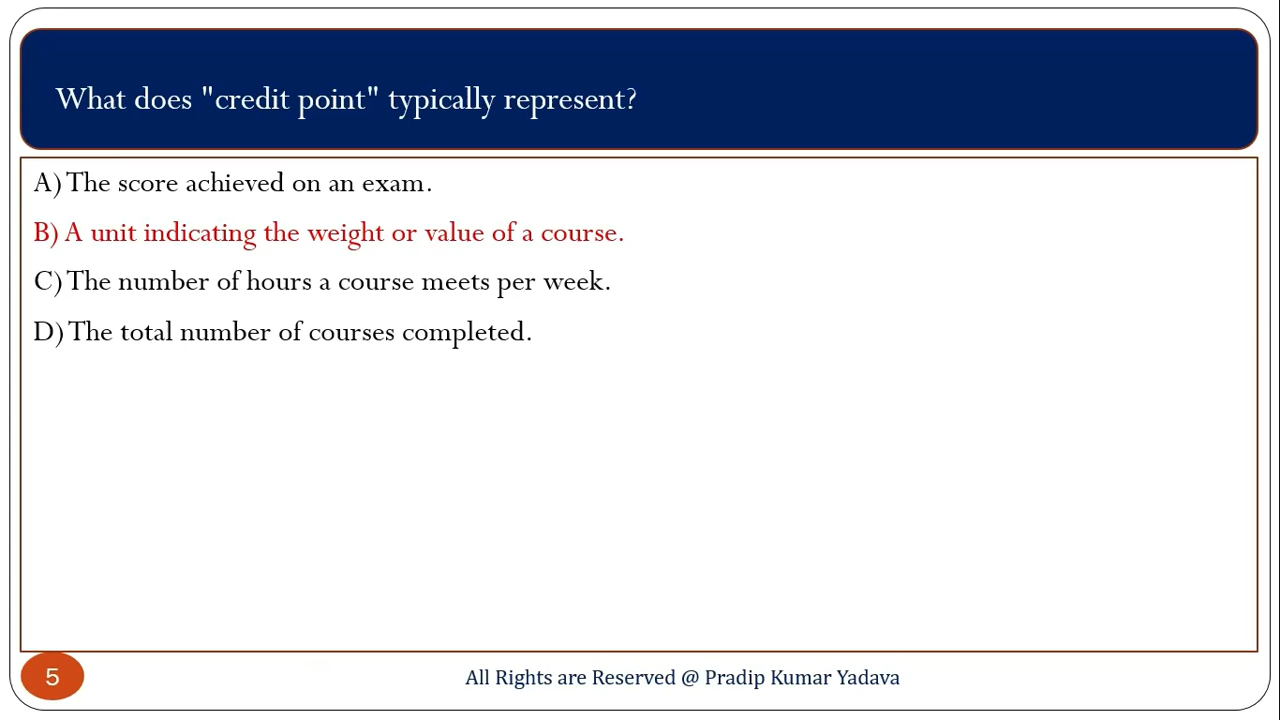 What does "credit point" typically represent?
A) The score achieved on an exam.
B) A unit indicating the weight or value of a course.
C) The number of hours a course meets per week.
D) The total number of courses completed.
5
All Rights are Reserved @ Pradip Kumar Yadava